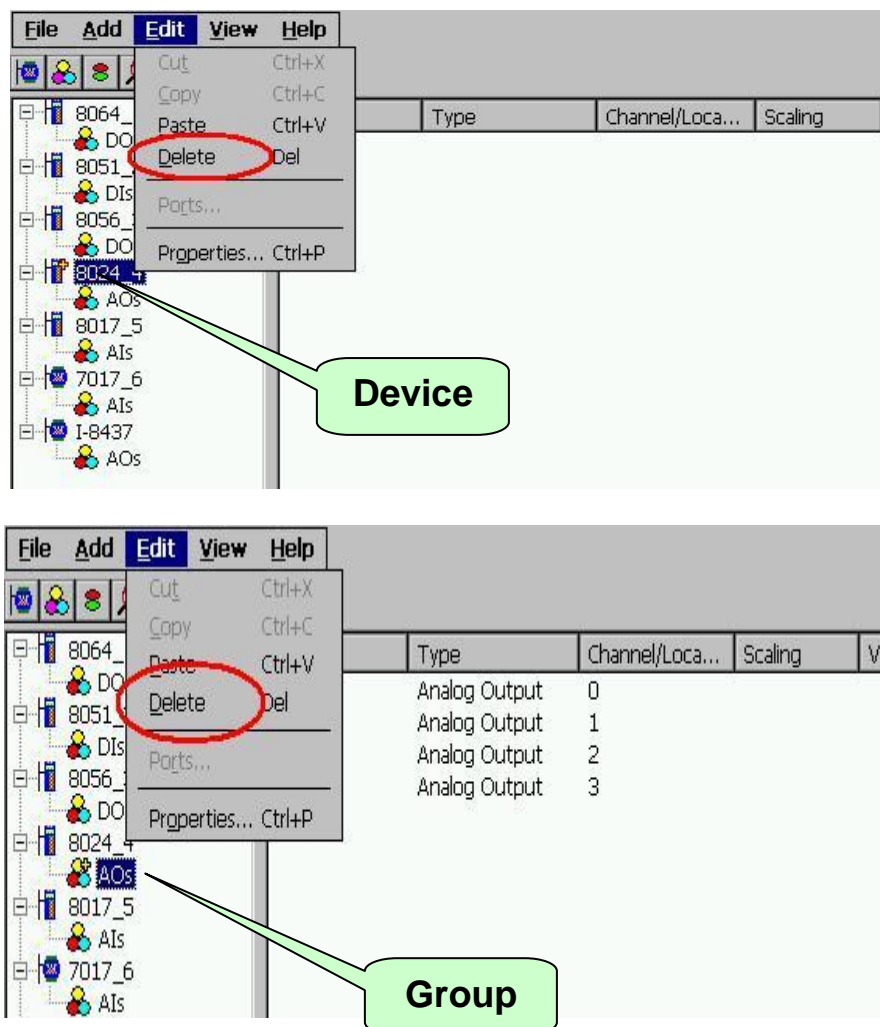 File Add Edit View Help
Cut Ctrl+X
Copy Ctrl+C
Paste Ctrl+V
Delete Del
Ports...
Properties... Ctrl+P
Type Channel/Loca... Scaling
8064_
DO
8051_
DIs
8056_
DO
8024_4
AOs
8017_5
AIs
7017_6
AIs
I-8437
AOs
Device
File Add Edit View Help
Cut Ctrl+X
Copy Ctrl+C
Paste Ctrl+V
Delete Del
Ports...
Properties... Ctrl+P
Type Channel/Loca... Scaling V
Analog Output 0
Analog Output 1
Analog Output 2
Analog Output 3
8064_
DO
8051_
DIs
8056_
DO
8024_4
AOs
8017_5
AIs
7017_6
AIs
Group